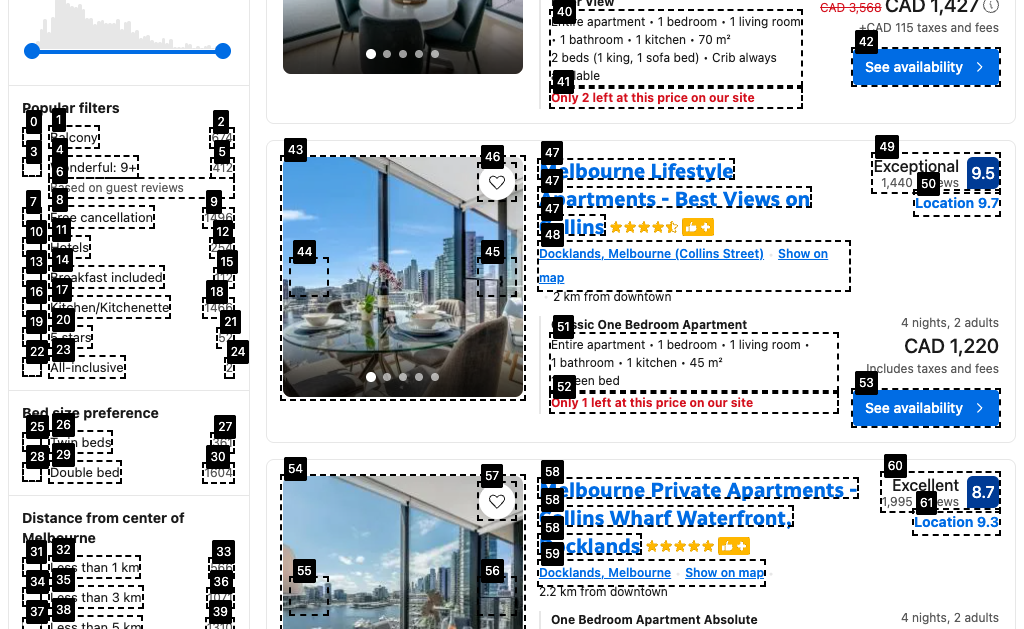 Popular filters
0
1
2
Balcony
674
3
4
5
Wonderful: 9+
412
6
Based on guest reviews
7
8
9
Free cancellation
1496
10
11
12
Hotels
254
13
14
15
Breakfast included
16
17
18
Kitchen/Kitchenette
1466
19
20
21
5 stars
22
23
24
All-inclusive
2
Bed size preference
25
26
27
Twin beds
361
28
29
30
Double bed
1604
Distance from center of
Melbourne
31
32
33
Less than 1 km
34
35
36
Less than 3 km
1071
37
38
39
Less than 5 km
1310
View
40
Entire apartment • 1 bedroom • 1 living room
• 1 bathroom • 1 kitchen • 70 m²
2 beds (1 king, 1 sofa bed) • Crib always
available
41
Only 2 left at this price on our site
CAD 3,568 CAD 1,427
+CAD 115 taxes and fees
42
See availability
43
44
45
46
47
Melbourne Lifestyle
47
Apartments - Best Views on
47
Collins
48
Docklands, Melbourne (Collins Street) Show on
map
2 km from downtown
49
Exceptional
9.5
1,440 reviews
50
Location 9.7
Classic One Bedroom Apartment
51
Entire apartment • 1 bedroom • 1 living room •
1 bathroom • 1 kitchen • 45 m²
1 queen bed
52
Only 1 left at this price on our site
4 nights, 2 adults
CAD 1,220
Includes taxes and fees
53
See availability
54
55
56
57
58
Melbourne Private Apartments -
58
Collins Wharf Waterfront,
58
Docklands
59
Docklands, Melbourne Show on map
2.2 km from downtown
60
Excellent
8.7
1,995 reviews
61
Location 9.3
One Bedroom Apartment Absolute
4 nights, 2 adults